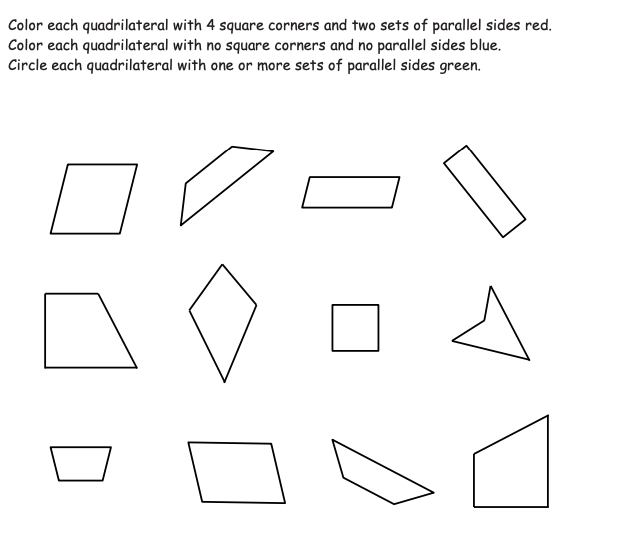 Color each quadrilateral with 4 square corners and two sets of parallel sides red.
Color each quadrilateral with no square corners and no parallel sides blue.
Circle each quadrilateral with one or more sets of parallel sides green.